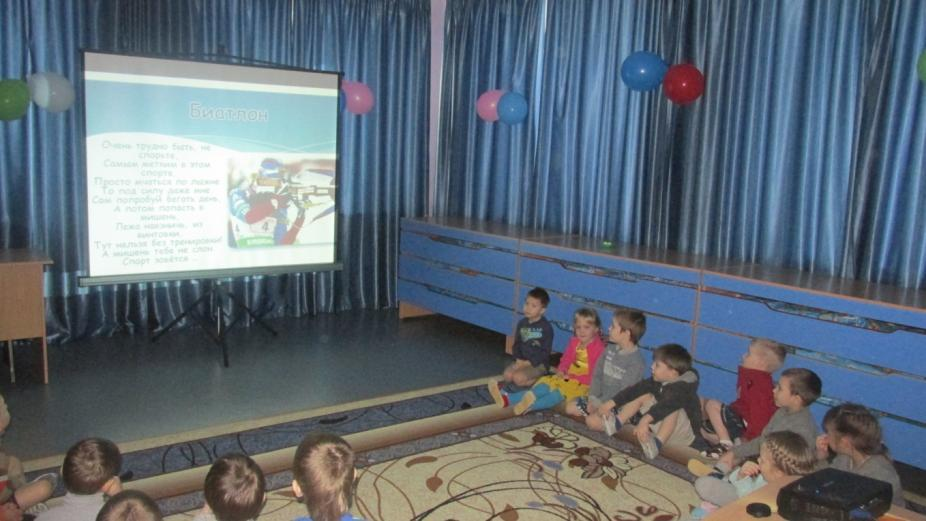 Биатлон
Очень трудно быть, не
спорьте,
Самым метким в этом
спорте.
Просто мчаться по лыжне
То под силу даже мне.
Сам попробуй бегать день,
А потом попасть в
мишень,
Лежа навзничь, из
винтовки.
Тут нельзя без тренировки!
А мишень тебе не слон.
Спорт зовётся ...
4